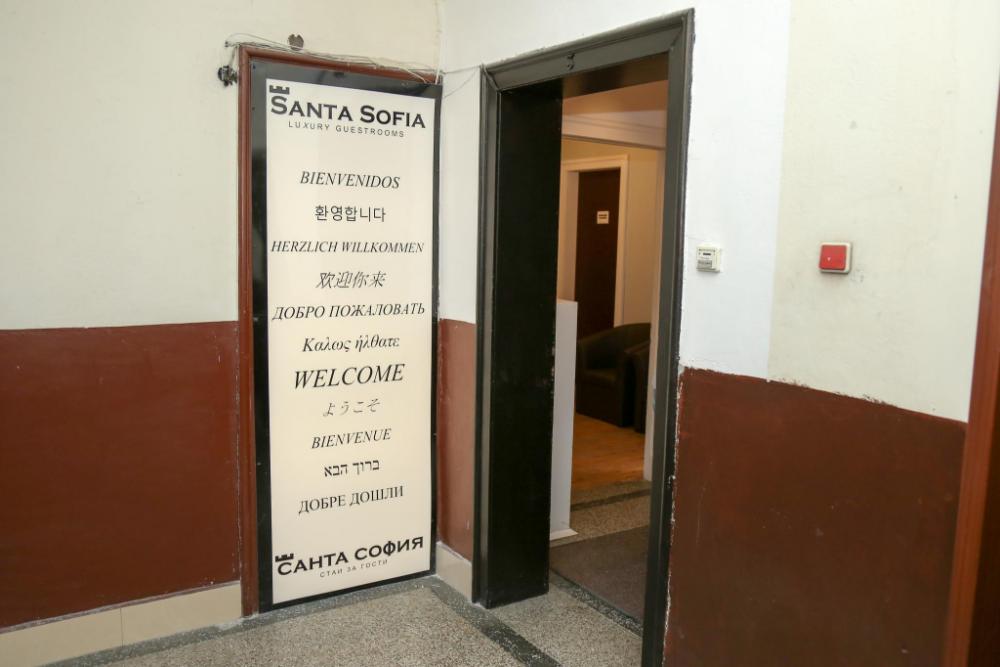 SANTA SOFIA
LUXURY GUESTROOMS
BIENVENIDOS
환영합니다
HERZLICH WILLKOMMEN
欢迎你来
ДОБРО ПОЖАЛОВАТЬ
Καλως ήλθατε
WELCOME
ようこそ
BIENVENUE
ברוך הבא
ДОБРЕ ДОШЛИ
САНТА СОФИЯ
СТАИ ЗА ГОСТИ